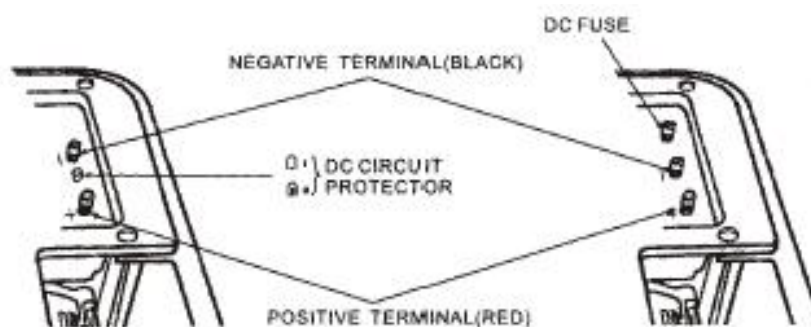 DC FUSE
NEGATIVE TERMINAL(BLACK)
DC CIRCUIT
PROTECTOR
POSITIVE TERMINAL(RED)